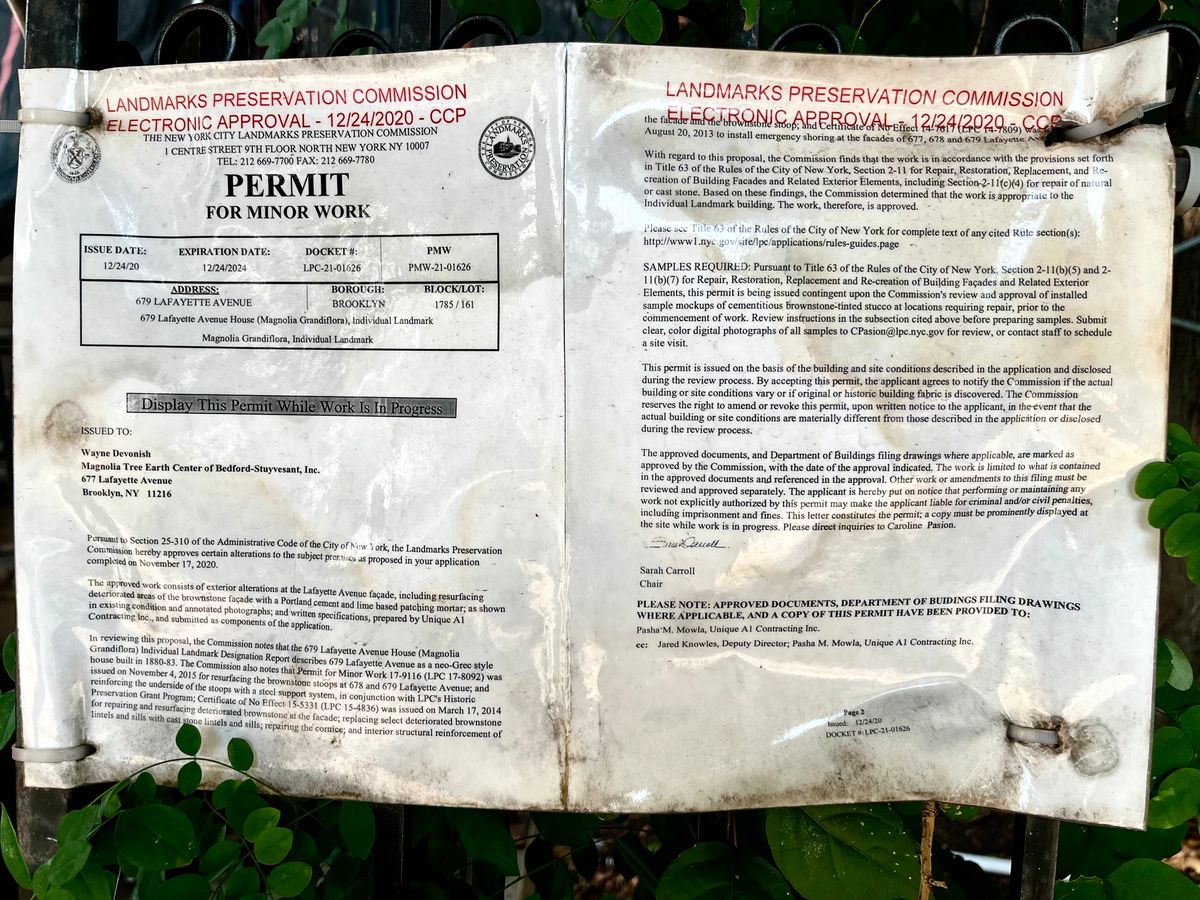 LANDMARKS PRESERVATION COMMISSION
ELECTRONIC APPROVAL - 12/24/2020 - CCP
THE NEW YORK CITY LANDMARKS PRESERVATION COMMISSION
1 CENTRE STREET 9TH FLOOR NORTH NEW YORK NY 10007
TEL: 212 669-7700 FAX: 212 669-7780
PERMIT
FOR MINOR WORK
ISSUE DATE: EXPIRATION DATE: DOCKET #: PMW
12/24/20 12/24/2024 LPC-21-01626 PMW-21-01626
ADDRESS: BOROUGH: BLOCK/LOT:
679 LAFAYETTE AVENUE BROOKLYN 1785 / 161
679 Lafayette Avenue House (Magnolia Grandiflora), Individual Landmark
Magnolia Grandiflora, Individual Landmark
Display This Permit While Work Is In Progress
ISSUED TO:
Wayne Devonish
Magnolia Tree Earth Center of Bedford-Stuyvesant, Inc.
677 Lafayette Avenue
Brooklyn, NY 11216
Pursuant to Section 25-310 of the Administrative Code of the City of New York, the Landmarks Preservation
Commission hereby approves certain alterations to the subject premises as proposed in your application
completed on November 17, 2020.
The approved work consists of exterior alterations at the Lafayette Avenue façade, including resurfacing
deteriorated areas of the brownstone facade with a Portland cement and lime based patching mortar; as shown
in existing condition and annotated photographs; and written specifications, prepared by Unique A1
Contracting Inc., and submitted as components of the application.
In reviewing this proposal, the Commission notes that the 679 Lafayette Avenue House (Magnolia
Grandiflora) Individual Landmark Designation Report describes 679 Lafayette Avenue as a neo-Grec style
house built in 1880-83. The Commission also notes that Permit for Minor Work 17-9116 (LPC 17-8092) was
issued on November 4, 2015 for resurfacing the brownstone stoops at 678 and 679 Lafayette Avenue; and
reinforcing the underside of the stoops with a steel support system, in conjunction with LPC's Historic
Preservation Grant Program; Certificate of No Effect 15-5331 (LPC 15-4836) was issued on March 17, 2014
for repairing and resurfacing deteriorated brownstone at the facade; replacing select deteriorated brownstone
lintels and sills with cast stone lintels and sills; repairing the cornice; and interior structural reinforcement of
LANDMARKS PRESERVATION COMMISSION
ELECTRONIC APPROVAL - 12/24/2020 - CCP
the facade and the brownstone stoop; and Certificate of No Effect 14-7617 (LPC 14-7809) was
August 20, 2013 to install emergency shoring at the facades of 677, 678 and 679 Lafayette
With regard to this proposal, the Commission finds that the work is in accordance with the provisions set forth
in Title 63 of the Rules of the City of New York, Section 2-11 for Repair, Restoration, Replacement, and Re-
creation of Building Facades and Related Exterior Elements, including Section-2-11(c)(4) for repair of natural
or cast stone. Based on these findings, the Commission determined that the work is appropriate to the
Individual Landmark building. The work, therefore, is approved.
Please see Title 63 of the Rules of the City of New York for complete text of any cited Rule section(s):
http://www1.nyc.gov/site/lpc/applications/rules-guides.page
SAMPLES REQUIRED: Pursuant to Title 63 of the Rules of the City of New York, Section 2-11(b)(5) and 2-
11(b)(7) for Repair, Restoration, Replacement and Re-creation of Building Façades and Related Exterior
Elements, this permit is being issued contingent upon the Commission's review and approval of installed
sample mockups of cementitious brownstone-tinted stucco at locations requiring repair, prior to the
commencement of work. Review instructions in the subsection cited above before preparing samples. Submit
clear, color digital photographs of all samples to CPasion@lpc.nyc.gov for review, or contact staff to schedule
a site visit.
This permit is issued on the basis of the building and site conditions described in the application and disclosed
during the review process. By accepting this permit, the applicant agrees to notify the Commission if the actual
building or site conditions vary or if original or historic building fabric is discovered. The Commission
reserves the right to amend or revoke this permit, upon written notice to the applicant, in the event that the
actual building or site conditions are materially different from those described in the application or disclosed
during the review process.
The approved documents, and Department of Buildings filing drawings where applicable, are marked as
approved by the Commission, with the date of the approval indicated. The work is limited to what is contained
in the approved documents and referenced in the approval. Other work or amendments to this filing must be
reviewed and approved separately. The applicant is hereby put on notice that performing or maintaining any
work not explicitly authorized by this permit may make the applicant liable for criminal and/or civil penalties,
including imprisonment and fines. This letter constitutes the permit; a copy must be prominently displayed at
the site while work is in progress. Please direct inquiries to Caroline Pasion.
Sarah Carroll
Sarah Carroll
Chair
PLEASE NOTE: APPROVED DOCUMENTS, DEPARTMENT OF BUIDINGS FILING DRAWINGS
WHERE APPLICABLE, AND A COPY OF THIS PERMIT HAVE BEEN PROVIDED TO:
Pasha M. Mowla, Unique A1 Contracting Inc.
cc: Jared Knowles, Deputy Director; Pasha M. Mowla, Unique A1 Contracting Inc.
Page 2
Issued: 12/24/20
DOCKET #: LPC-21-01626